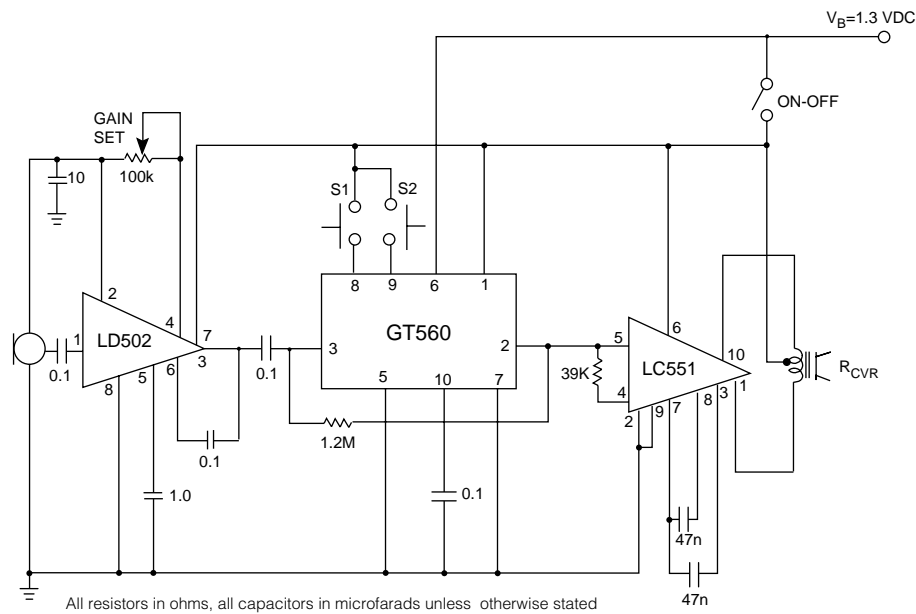 V_B=1.3 VDC
ON-OFF
GAIN
SET
100k
10
S1
S2
8
9
6
1
2
4
7
LD502
1
3
0.1
8
5
6
0.1
0.1
1.0
GT560
3
2
5
10
7
1.2M
0.1
39K
5
6
LC551
4
10
3
1
2
9
7
8
R_CVR
47n
47n
All resistors in ohms, all capacitors in microfarads unless otherwise stated